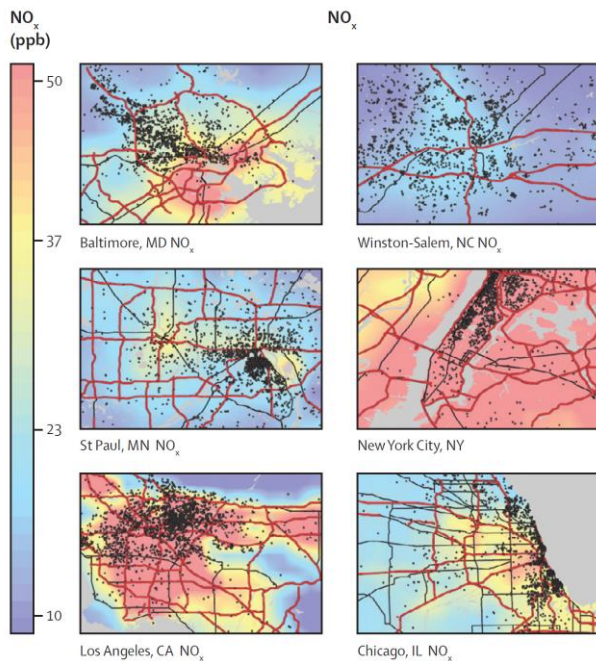 NOₓ
(ppb)
NOₓ
50
37
23
10
Baltimore, MD NOₓ
Winston-Salem, NC NOₓ
St Paul, MN NOₓ
New York City, NY
Los Angeles, CA NOₓ
Chicago, IL NOₓ